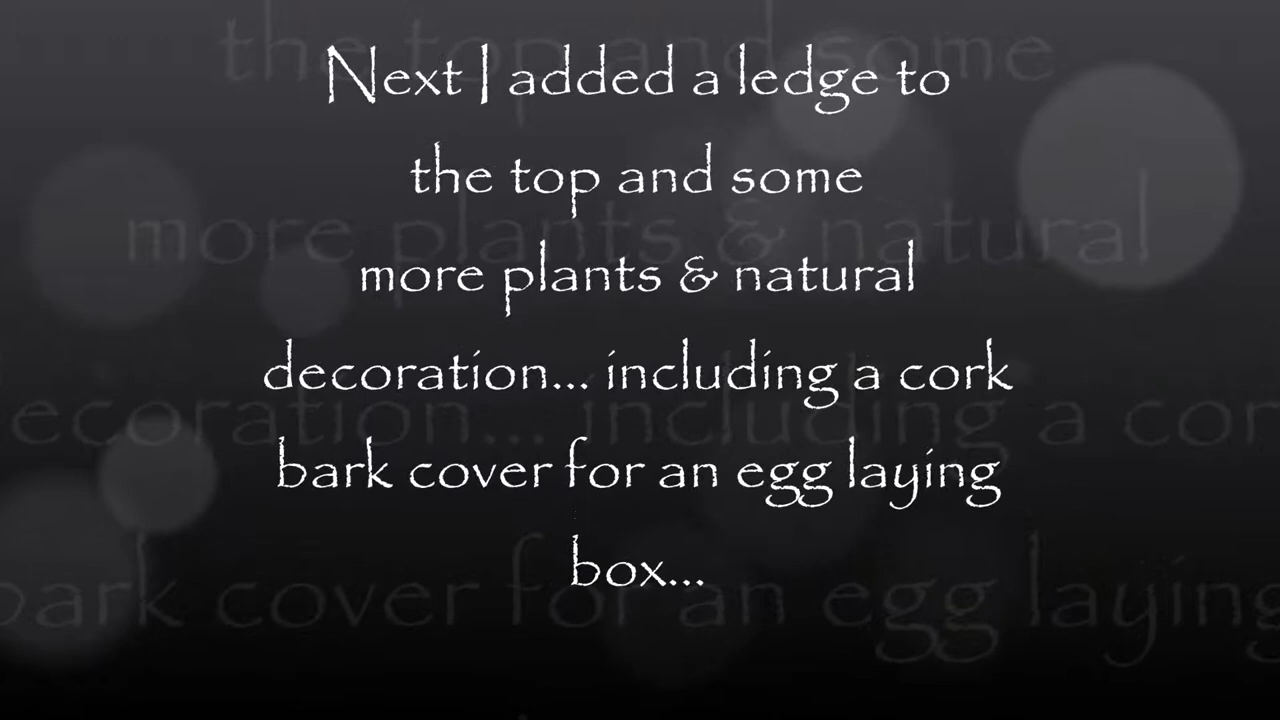 Next I added a ledge to
the top and some
more plants & natural
decoration... including a cork
bark cover for an egg laying
box...